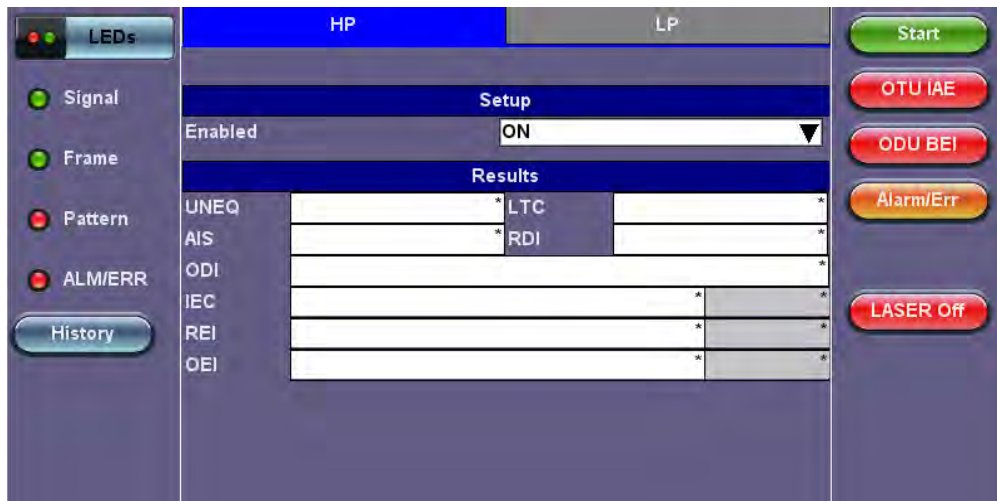 LEDs
Signal
Frame
Pattern
ALM/ERR
History
HP LP
Setup
Enabled ON
Results
UNEQ * LTC *
AIS * RDI *
ODI *
IEC * *
REI * *
OEI * *
Start
OTU IAE
ODU BEI
Alarm/Err
LASER Off